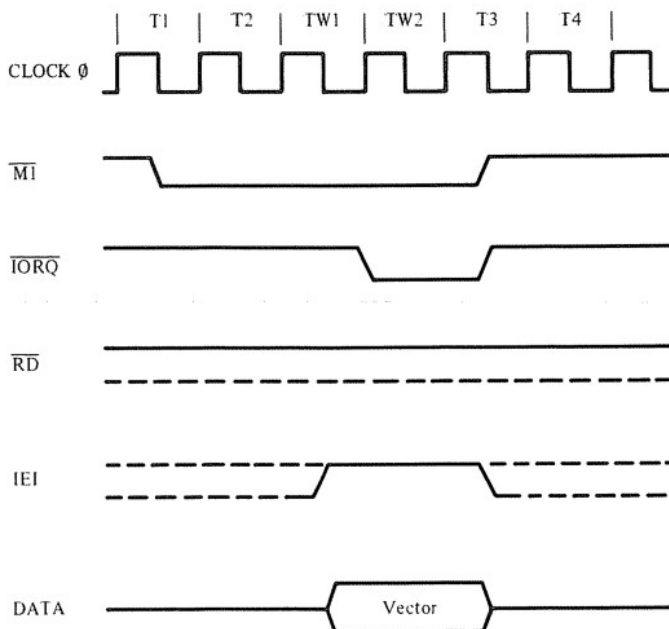 T1 T2 TW1 TW2 T3 T4
CLOCK ϕ
M1
IORQ
RD
IEI
DATA
Vector